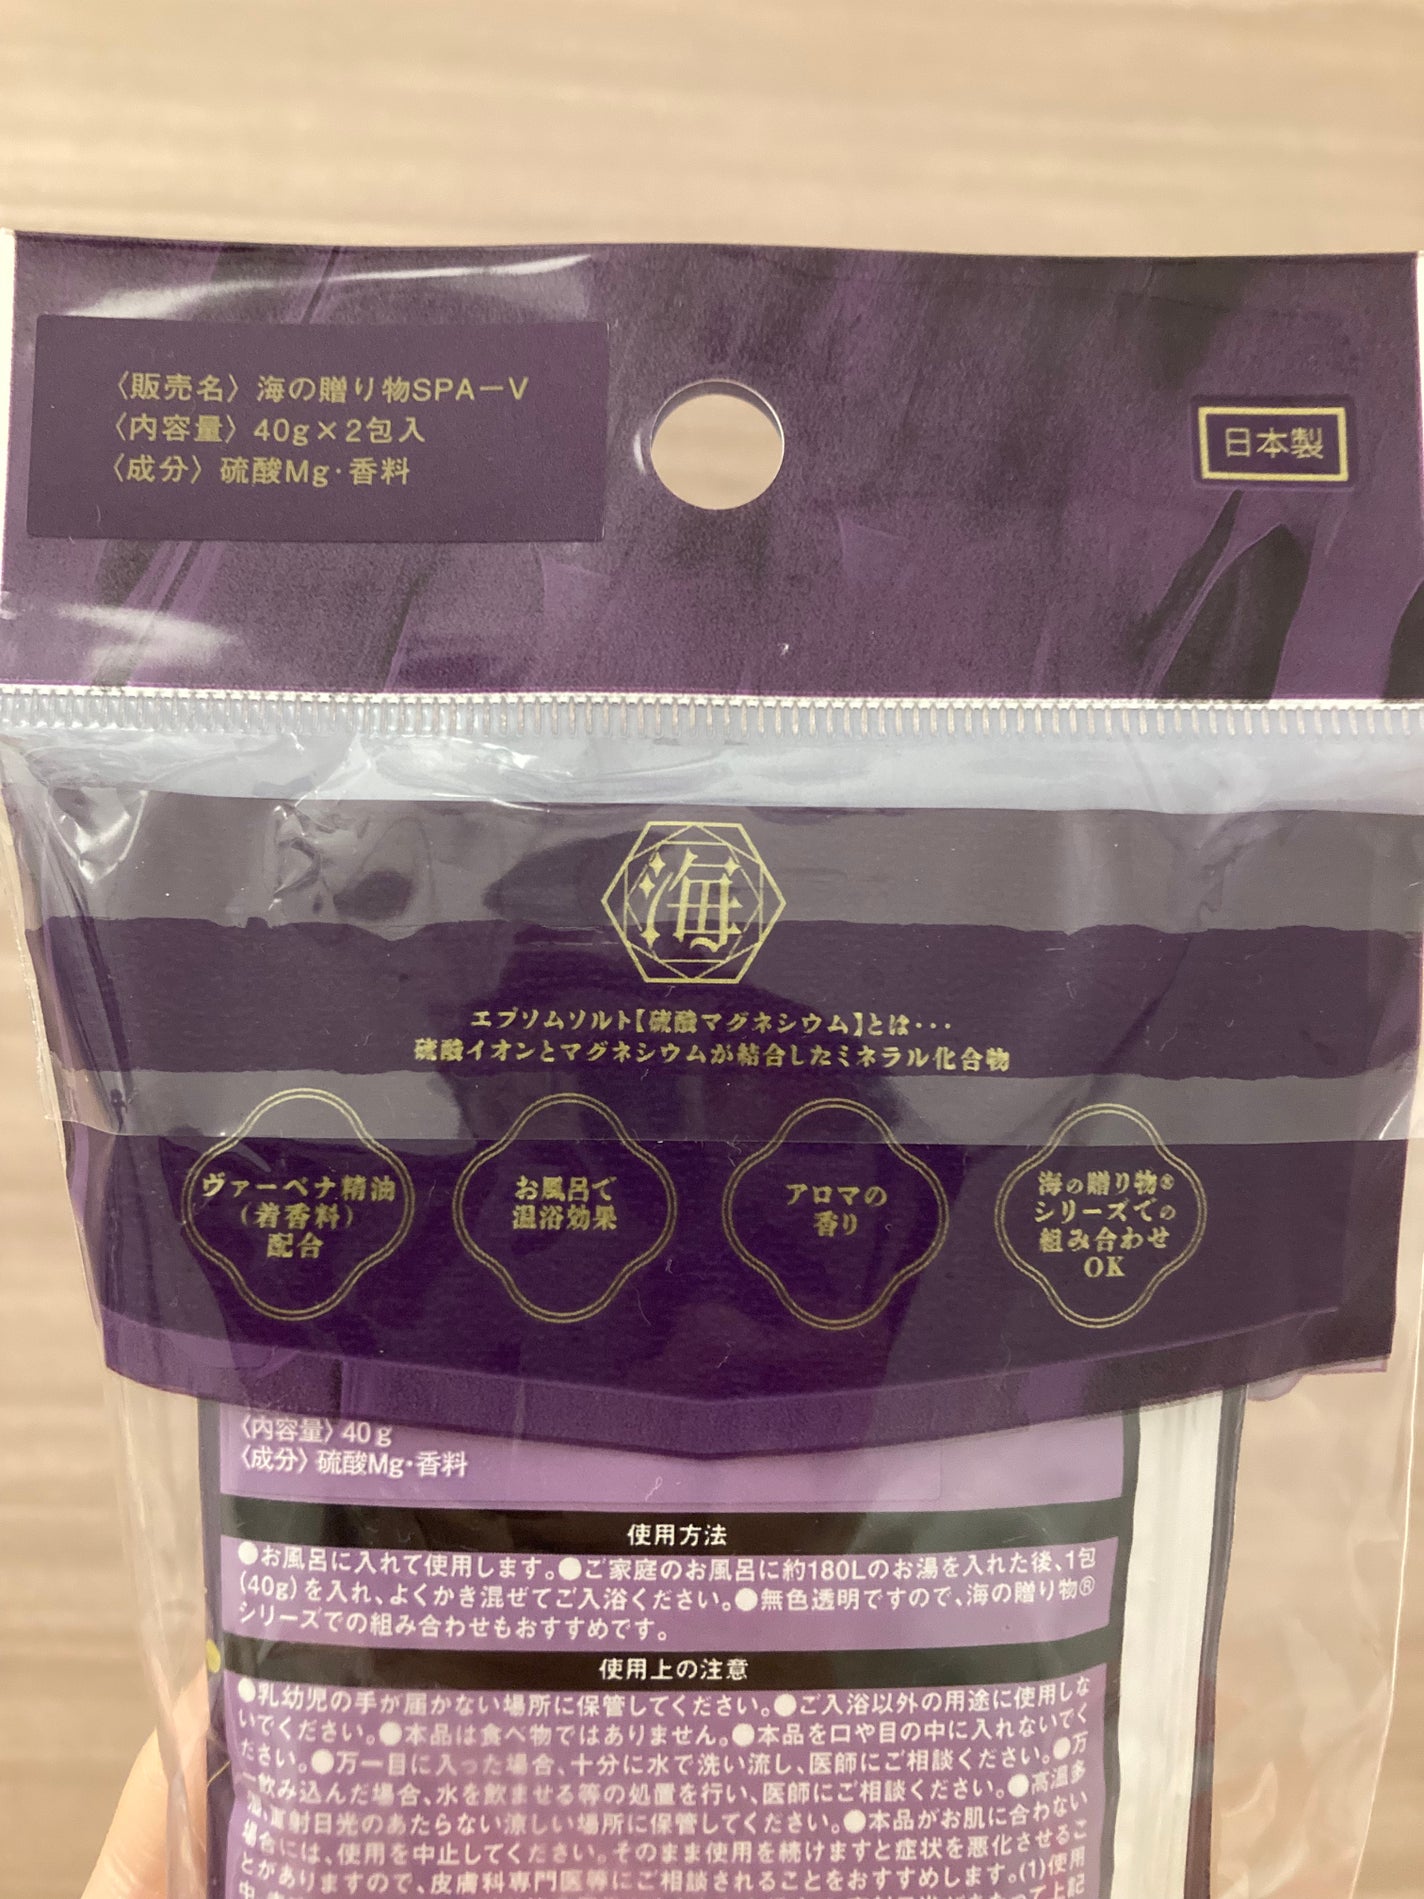 〈販売名〉 海の贈り物SPA－V
〈内容量〉 40g×2包入
〈成分〉 硫酸Mg・香料
日本製
海
エプソムソルト【硫酸マグネシウム】とは・・・
硫酸イオンとマグネシウムが結合したミネラル化合物
ヴァーベナ精油
（着香料）
配合
お風呂で
温浴効果
アロマの
香り
海の贈り物®
シリーズでの
組み合わせ
OK
〈内容量〉 40g
〈成分〉 硫酸Mg・香料
使用方法
●お風呂に入れて使用します。●ご家庭のお風呂に約180Lのお湯を入れた後、1包
(40g)を入れ、よくかき混ぜてご入浴ください。●無色透明ですので、海の贈り物®
シリーズでの組み合わせもおすすめです。
使用上の注意
●乳幼児の手が届かない場所に保管してください。●ご入浴以外の用途に使用しな
いでください。●本品は食べ物ではありません。●本品を口や目の中に入れないでく
ださい。●万一目に入った場合、十分に水で洗い流し、医師にご相談ください。●万
一飲み込んだ場合、水を飲ませる等の処置を行い、医師にご相談ください。●高温多
直射日光のあたらない涼しい場所に保管してください。●本品がお肌に合わない
場合には、使用を中止してください。そのまま使用を続けますと症状を悪化させるこ
とがありますので、皮膚科専門医等にご相談されることをおすすめします。(1)使用